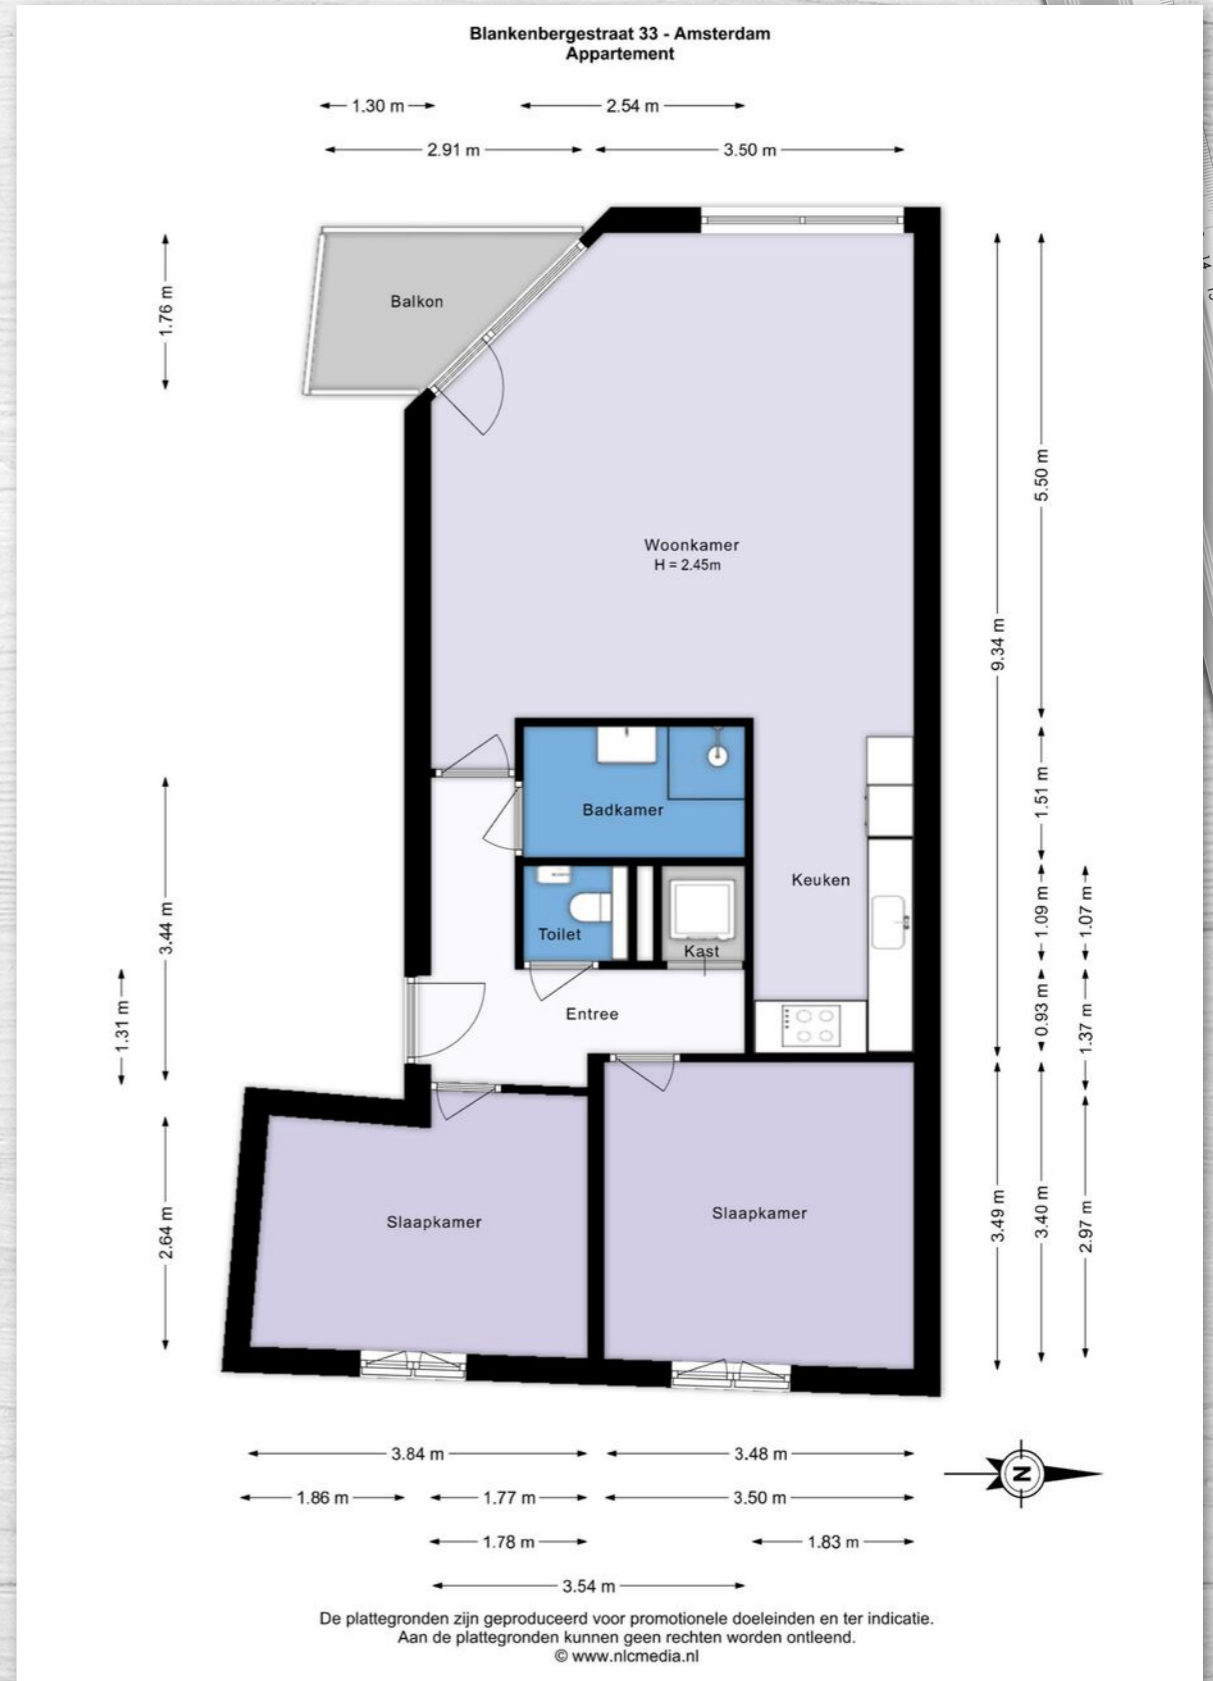 Blankenbergestraat 33 - Amsterdam
Appartement
1.30 m
2.54 m
2.91 m
3.50 m
Balkon
1.76 m
5.50 m
Woonkamer
H = 2.45m
9.34 m
1.51 m
Badkamer
Keuken
3.44 m
1.09 m
1.07 m
Toilet
Kast
Entree
1.31 m
0.93 m
1.37 m
Slaapkamer
Slaapkamer
2.64 m
3.49 m
3.40 m
2.97 m
3.84 m
3.48 m
N
1.86 m
1.77 m
3.50 m
1.78 m
1.83 m
3.54 m
De plattegronden zijn geproduceerd voor promotionele doeleinden en ter indicatie.
Aan de plattegronden kunnen geen rechten worden ontleend.
© www.nlcmedia.nl